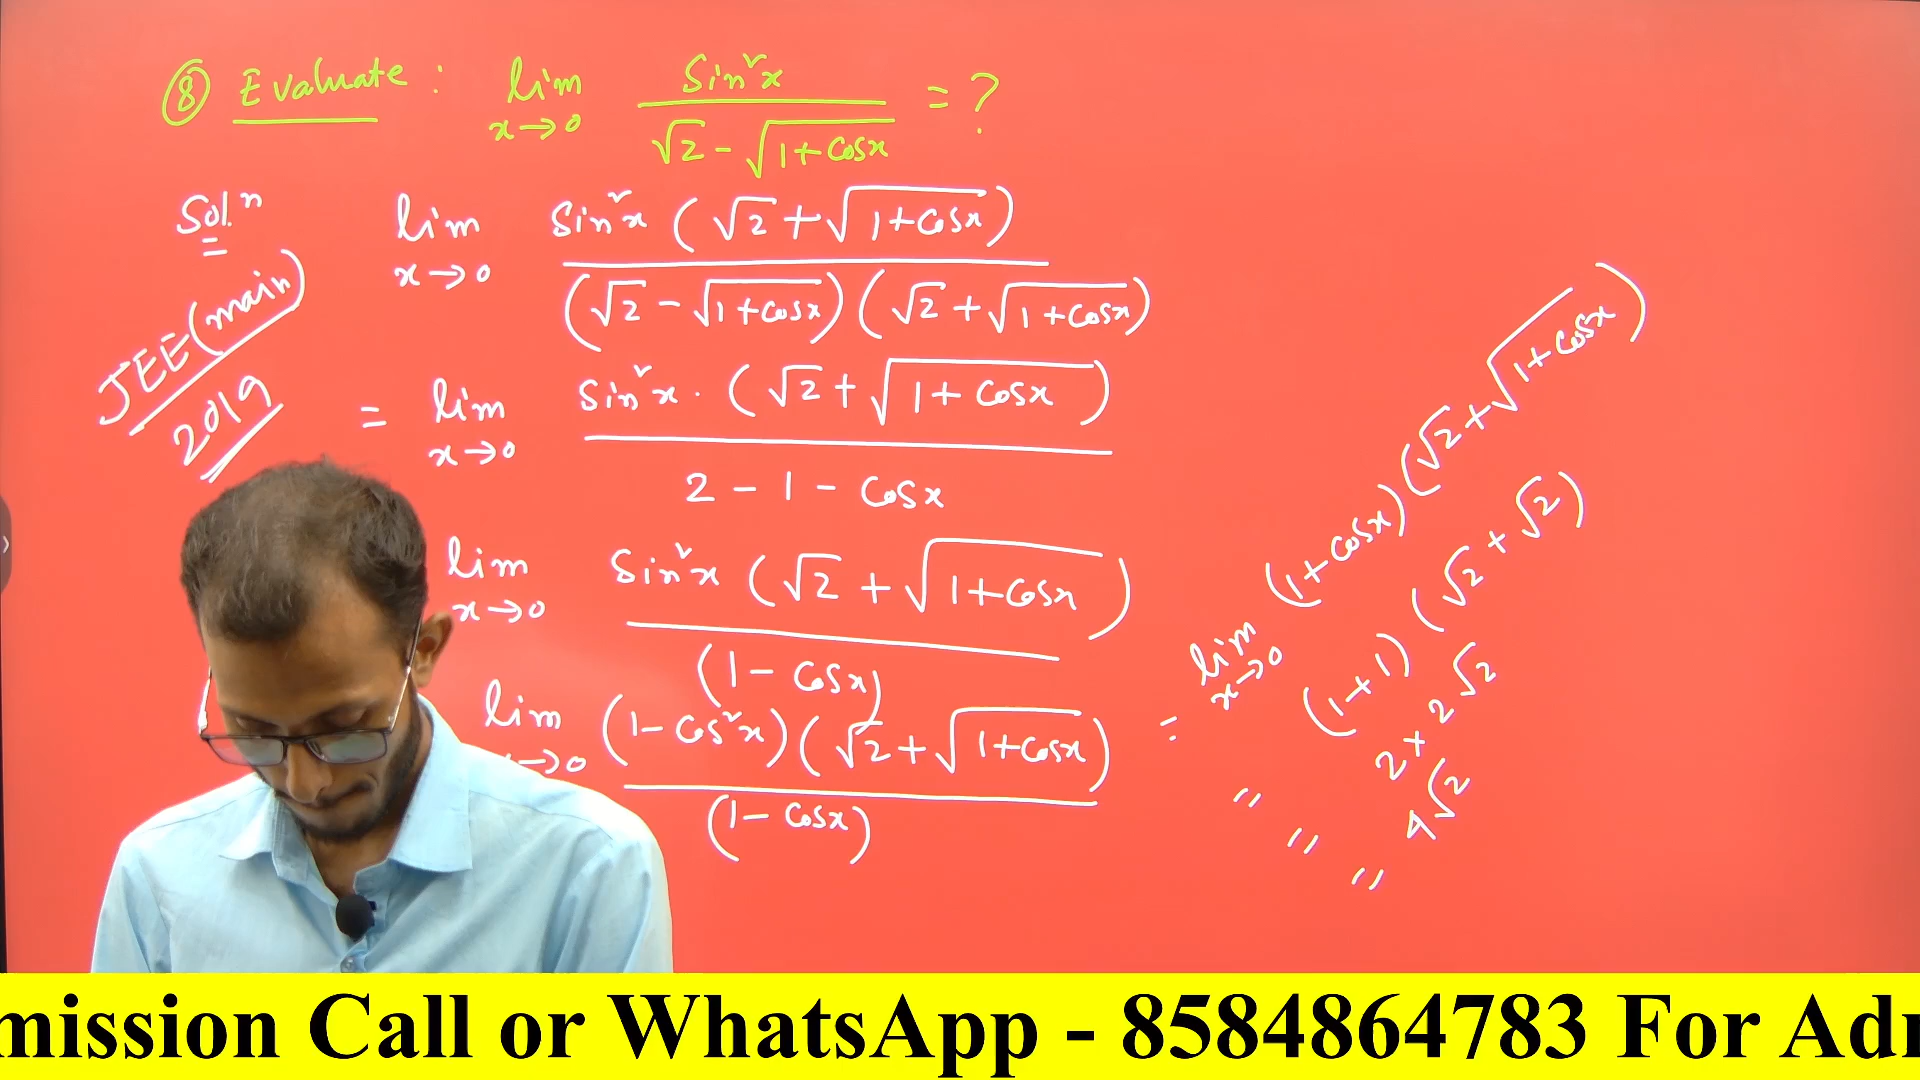 ⑧ Evaluate : lim x→0 Sin²x / (√2 - √(1+Cosx)) = ?
Solⁿ lim x→0 Sin²x (√2 + √(1+Cosx)) / (√2 - √(1+Cosx)) (√2 + √(1+Cosx))
JEE(main)
2019
= lim x→0 Sin²x · (√2 + √(1+Cosx)) / 2 - 1 - Cosx
lim x→0 Sin²x (√2 + √(1+Cosx)) / (1 - Cosx)
lim →0 (1 - Cos²x) (√2 + √(1+Cosx)) / (1 - Cosx)
= lim x→0 (1+Cosx) (√2 + √(1+Cosx))
= (1+1) (√2 + √2)
= 2 + 2√2
= 4√2
mission Call or WhatsApp - 8584864783 For Adm